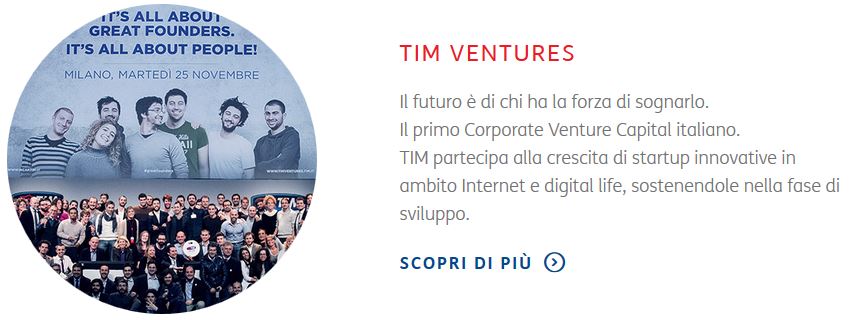 IT'S ALL ABOUT
GREAT FOUNDERS.
IT'S ALL ABOUT PEOPLE!
MILANO, MARTEDÌ 25 NOVEMBRE
#greatfounders
TIM VENTURES
Il futuro è di chi ha la forza di sognarlo.
Il primo Corporate Venture Capital italiano.
TIM partecipa alla crescita di startup innovative in
ambito Internet e digital life, sostenendole nella fase di
sviluppo.
SCOPRI DI PIÙ